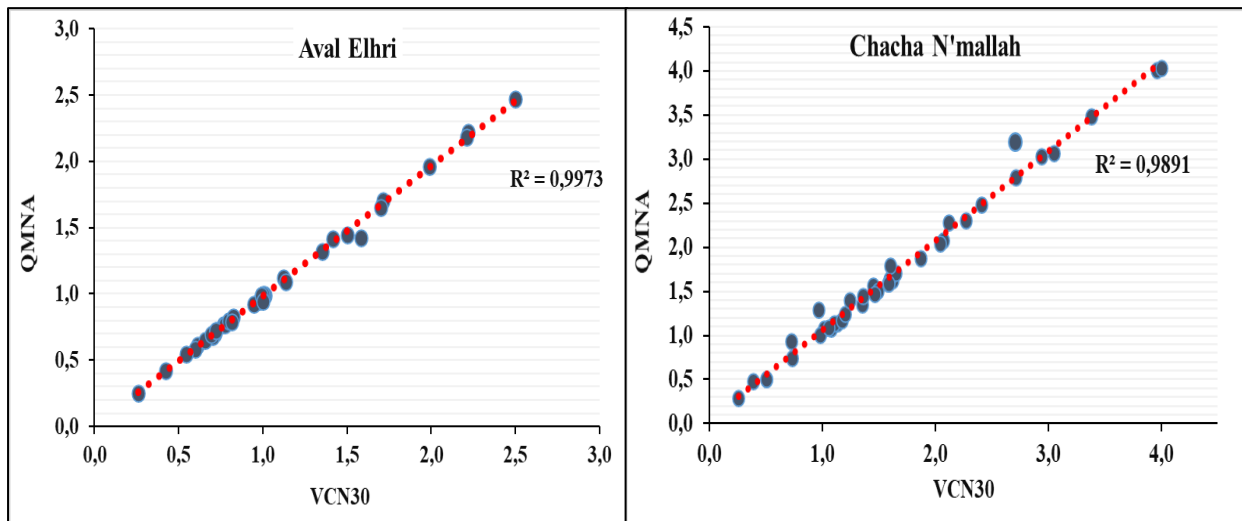 Aval Elhri
QMNA
3,0
2,5
2,0
1,5
1,0
0,5
0,0
R² = 0,9973
0,0 0,5 1,0 1,5 2,0 2,5 3,0
VCN30
Chacha N'mallah
QMNA
4,5
4,0
3,5
3,0
2,5
2,0
1,5
1,0
0,5
0,0
R² = 0,9891
0,0 1,0 2,0 3,0 4,0
VCN30